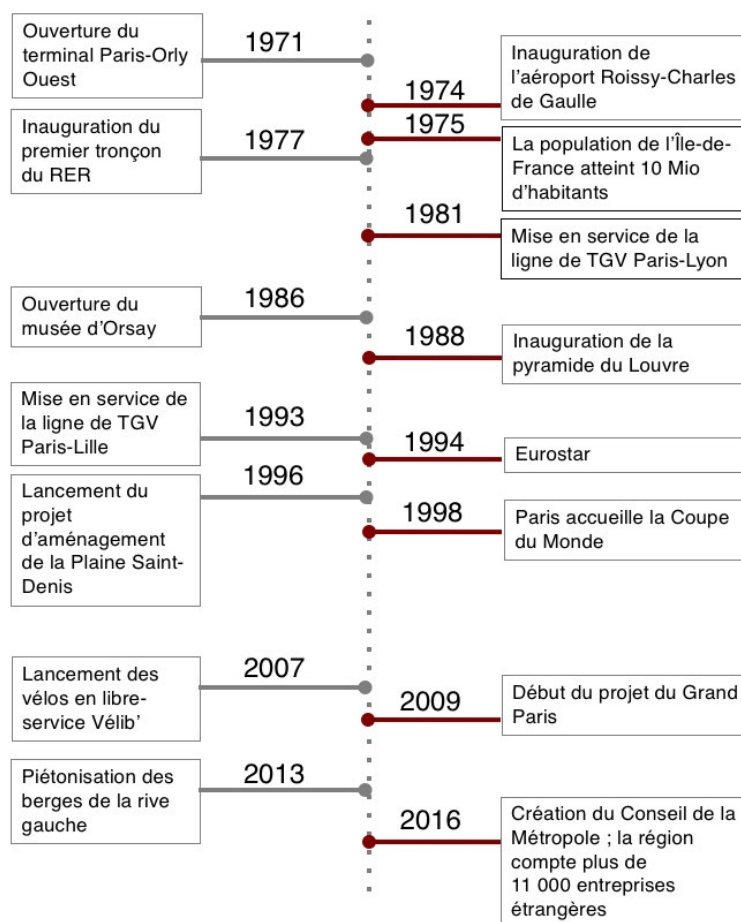 Ouverture du
terminal Paris-Orly
Ouest
1971
Inauguration de
l'aéroport Roissy-Charles
de Gaulle
1974
1975
La population de l'Île-de-
France atteint 10 Mio
d'habitants
Inauguration du
premier tronçon
du RER
1977
1981
Mise en service de la
ligne de TGV Paris-Lyon
Ouverture du
musée d'Orsay
1986
1988
Inauguration de la
pyramide du Louvre
Mise en service de
la ligne de TGV
Paris-Lille
1993
1994
Eurostar
Lancement du
projet
d'aménagement
de la Plaine Saint-
Denis
1996
1998
Paris accueille la Coupe
du Monde
Lancement des
vélos en libre-
service Vélib'
2007
2009
Début du projet du Grand
Paris
Piétonisation des
berges de la rive
gauche
2013
2016
Création du Conseil de la
Métropole ; la région
compte plus de
11 000 entreprises
étrangères